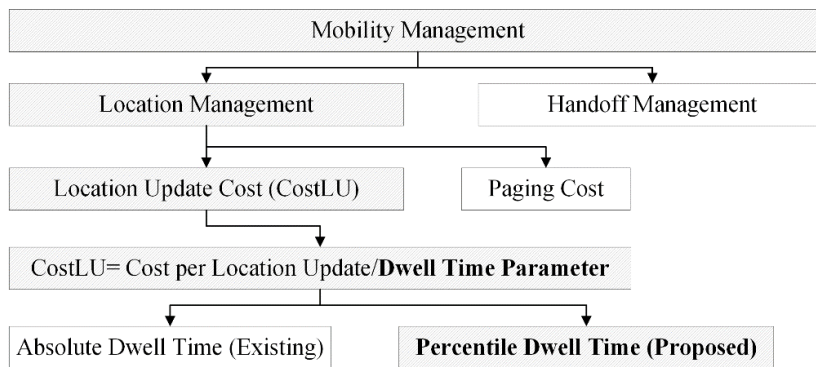 Mobility Management
Location Management
Handoff Management
Location Update Cost (CostLU)
Paging Cost
CostLU= Cost per Location Update/Dwell Time Parameter
Absolute Dwell Time (Existing)
Percentile Dwell Time (Proposed)